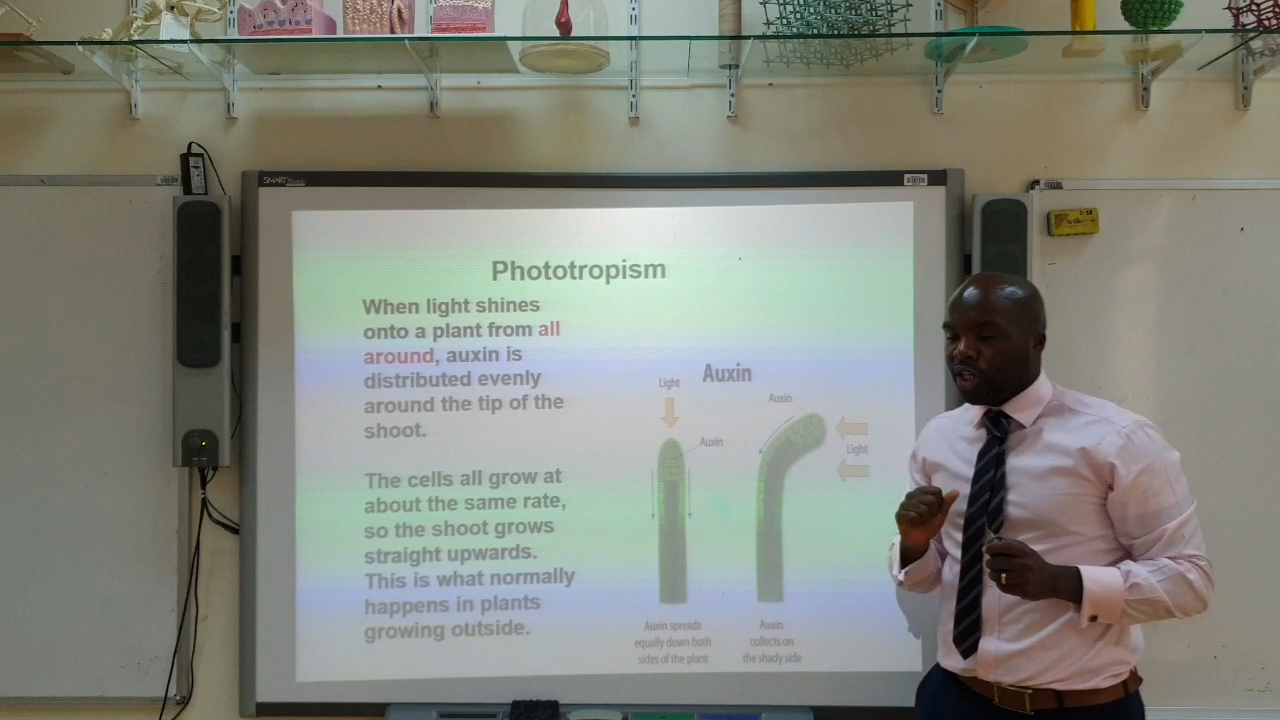 SMART
Phototropism
When light shines
onto a plant from all
around, auxin is
distributed evenly
around the tip of the
shoot.
The cells all grow at
about the same rate,
so the shoot grows
straight upwards.
This is what normally
happens in plants
growing outside.
Auxin
Light
Auxin
Auxin
Light
Auxin spreads
equally down both
sides of the plant
Auxin
collects on
the shady side